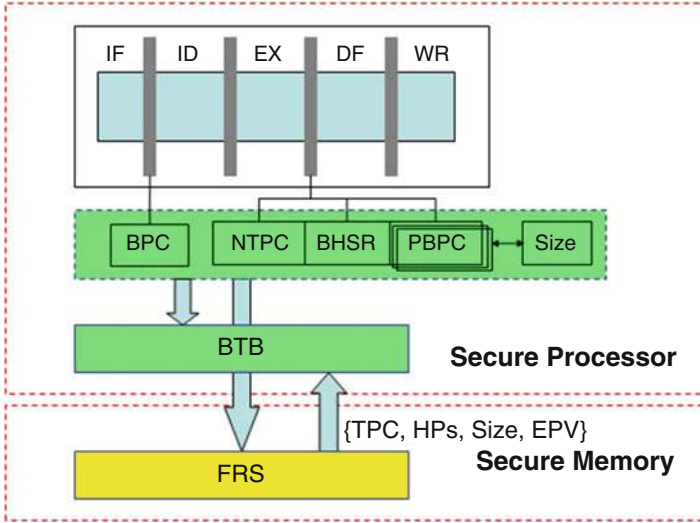 IF ID EX DF WR
BPC NTPC BHSR PBPC Size
BTB
Secure Processor
{TPC, HPs, Size, EPV}
Secure Memory
FRS